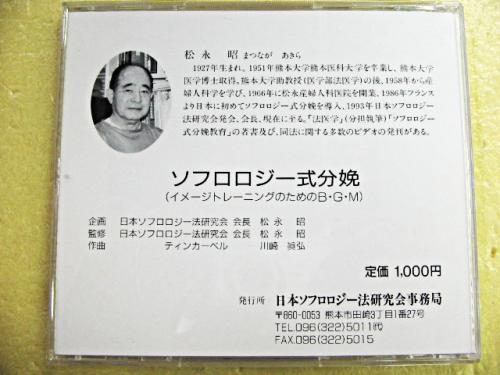 松永 昭 まつなが あきら
1927年生まれ。1951年熊本大学熊本医科大学を卒業し、熊本大学
医学博士取得。熊本大学助教授（医学部法医学）の後、1958年から産
婦人科学を学び、1966年に松永産婦人科医院を開業。1986年フランス
より日本に初めてソフロロジー式分娩を導入、1993年日本ソフロロジー
法研究会発会、会長、現在に至る。「法医学」（分担執筆）「ソフロロジー
式分娩教育」の著書及び、同法に関する多数のビデオの発刊がある。
ソフロロジー式分娩
（イメージトレーニングのためのB・G・M）
企画 日本ソフロロジー法研究会 会長 松永 昭
監修 日本ソフロロジー法研究会 会長 松永 昭
作曲 ティンカーベル 川崎 眞弘
定価 1,000円
発行所 日本ソフロロジー法研究会事務局
〒860-0053 熊本市田崎3丁目1番27号
TEL.096(322)5011㈹
FAX.096(322)5015